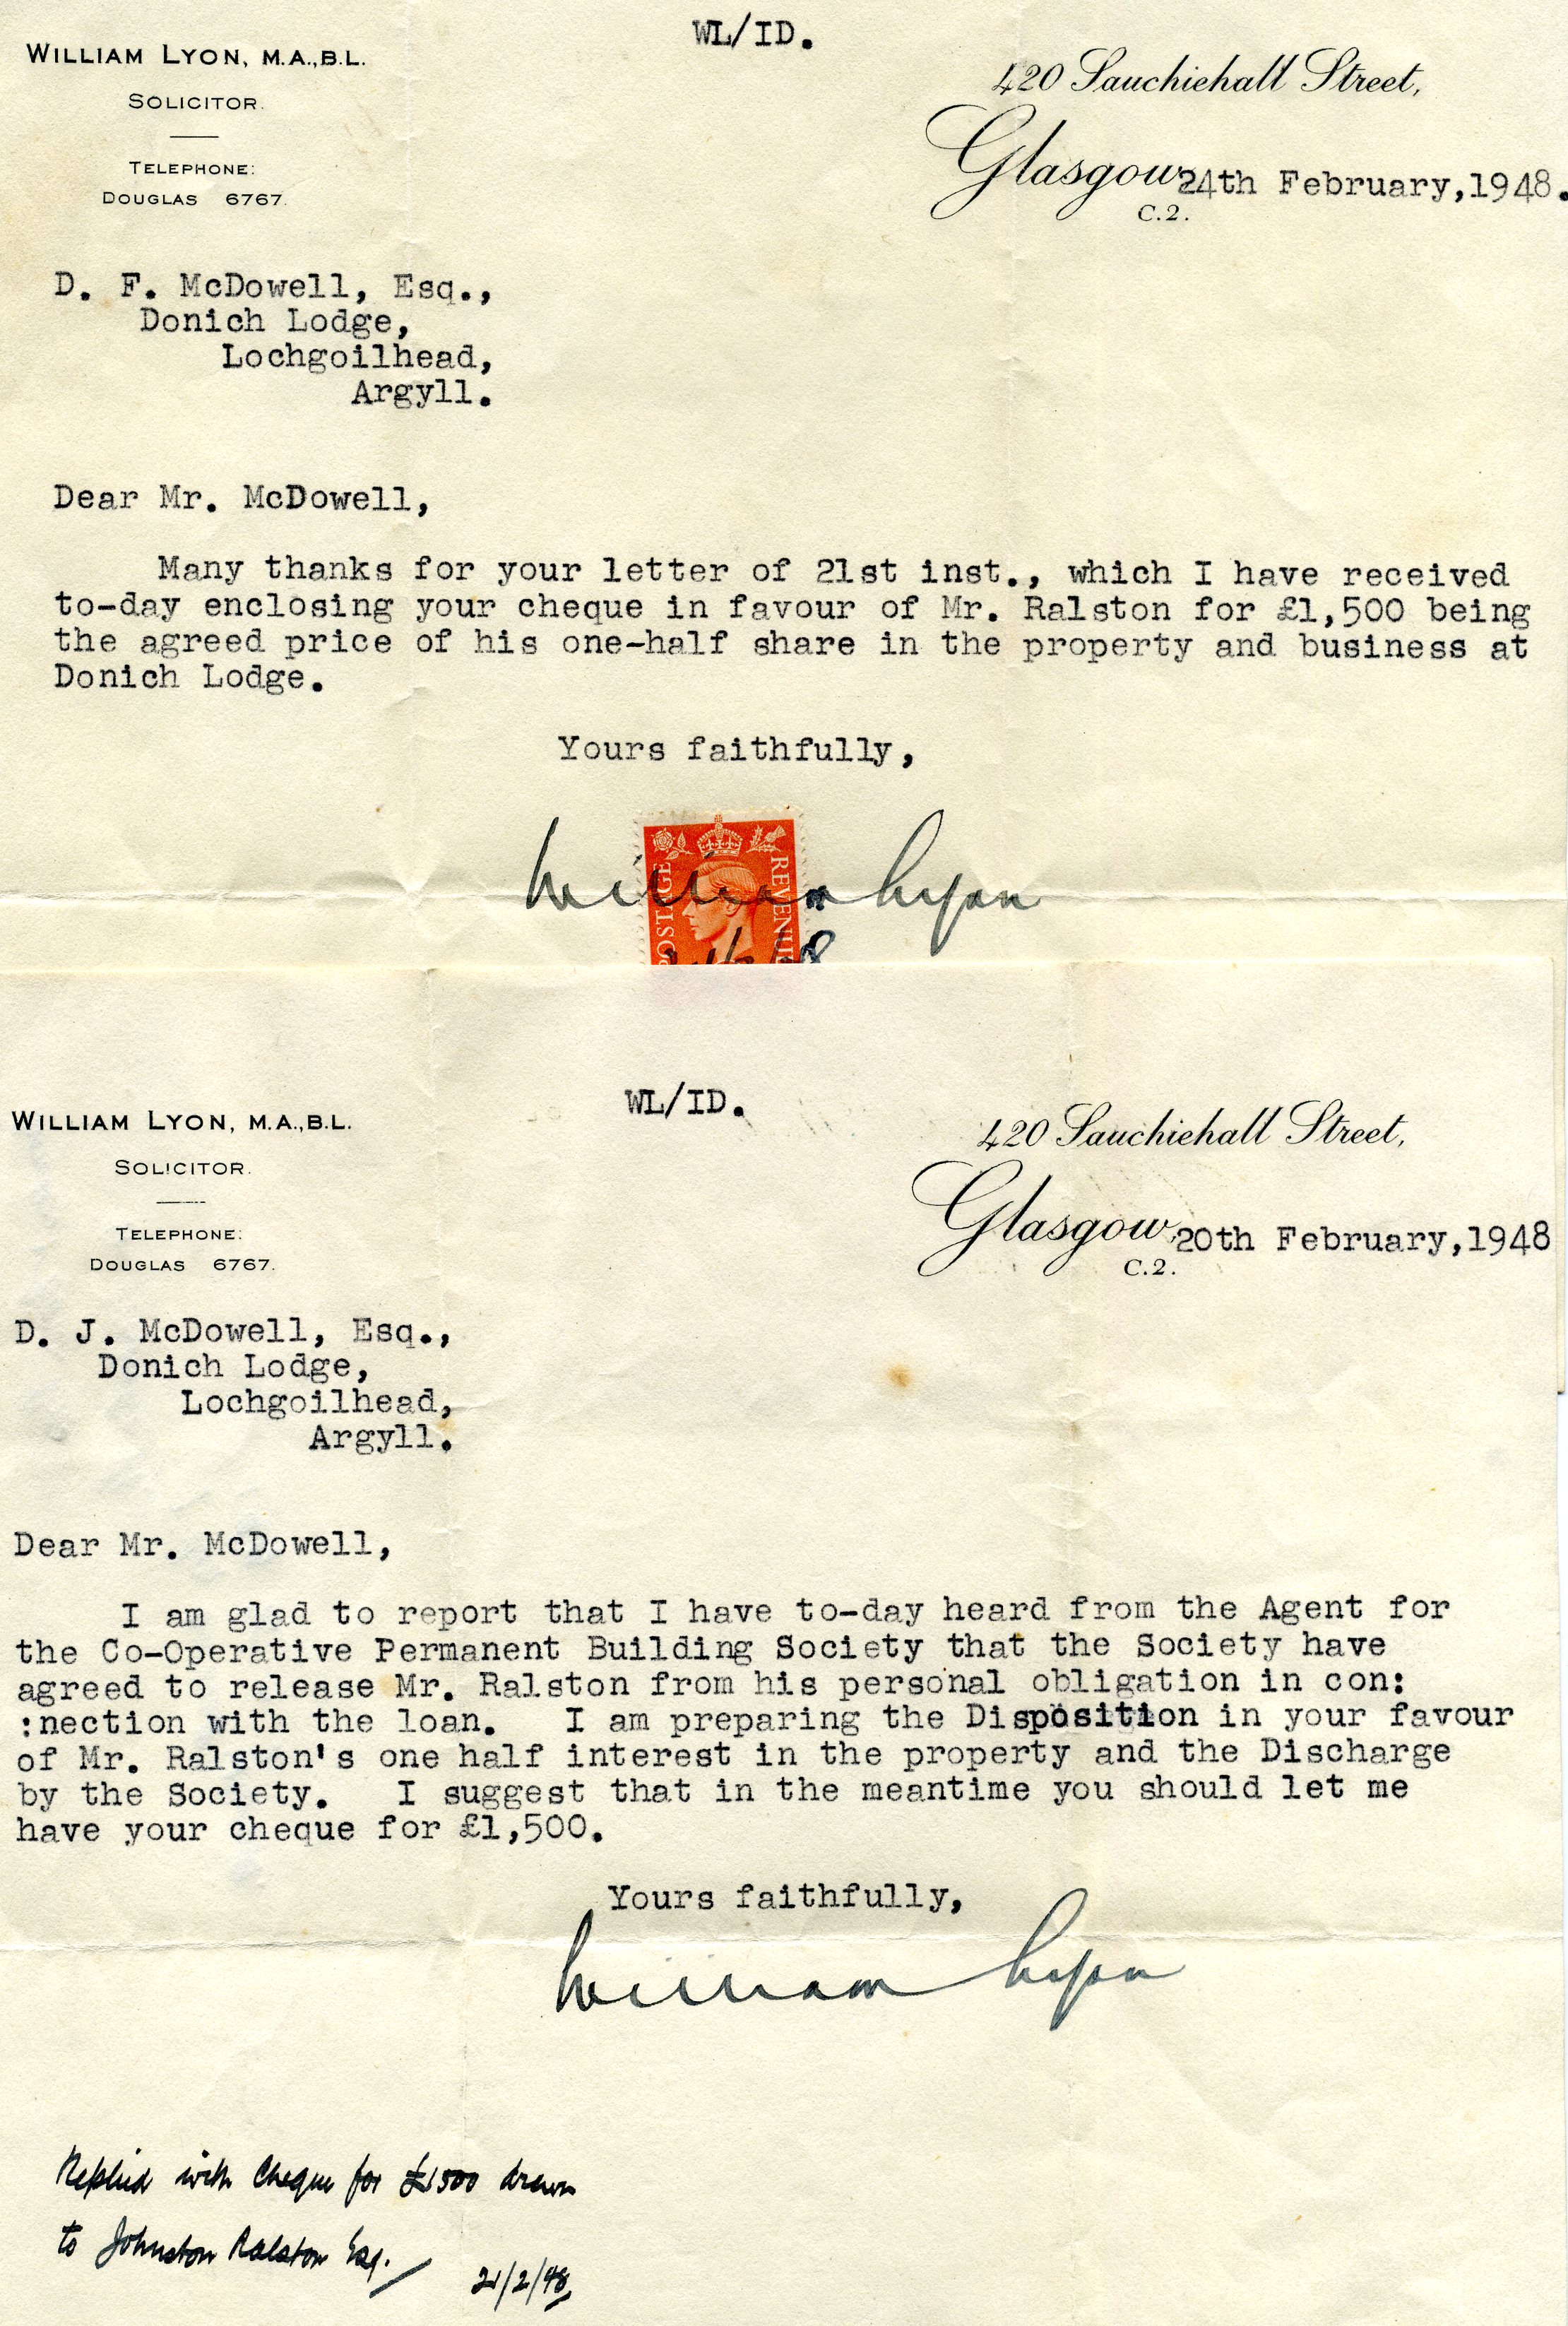 WL/ID.
WILLIAM LYON, M.A.,B.L.
SOLICITOR.
TELEPHONE:
DOUGLAS 6767.
420 Sauchiehall Street,
Glasgow, 24th February,1948.
C.2.
D. F. McDowell, Esq.,
Donich Lodge,
Lochgoilhead,
Argyll.
Dear Mr. McDowell,
Many thanks for your letter of 21st inst., which I have received
to-day enclosing your cheque in favour of Mr. Ralston for £1,500 being
the agreed price of his one-half share in the property and business at
Donich Lodge.
Yours faithfully,
William Lyon
POSTAGE REVENUE
WL/ID.
WILLIAM LYON, M.A.,B.L.
SOLICITOR.
TELEPHONE:
DOUGLAS 6767.
420 Sauchiehall Street,
Glasgow, 20th February,1948
C.2.
D. J. McDowell, Esq.,
Donich Lodge,
Lochgoilhead,
Argyll.
Dear Mr. McDowell,
I am glad to report that I have to-day heard from the Agent for
the Co-Operative Permanent Building Society that the Society have
agreed to release Mr. Ralston from his personal obligation in con:
:nection with the loan. I am preparing the Disposition in your favour
of Mr. Ralston's one half interest in the property and the Discharge
by the Society. I suggest that in the meantime you should let me
have your cheque for £1,500.
Yours faithfully,
William Lyon
Replied with Cheque for £1500 drawn
to Johnston Ralston Esq.
21/2/48